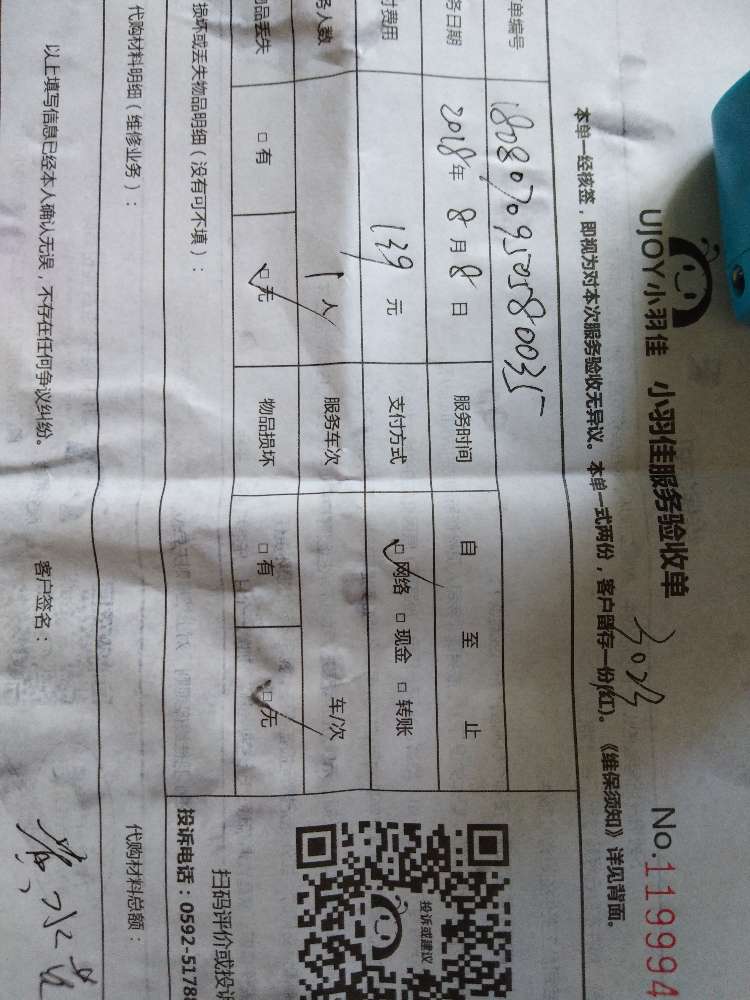 UJOY小羽佳 小羽佳服务验收单
No.119994
本单一经核签，即视为对本次服务验收无异议。本单一式两份，客户留存一份(红)。《维保须知》详见背面。
单编号
务日期 2018年8月8日 服务时间 自 至 止
付费用 139元 支付方式 网络 现金 转账
务人数 1人 服务车次 车/次
品丢失 有 无 物品损坏 有 无
损坏或丢失物品明细（没有可不填）：
投诉或建议
扫码评价或投诉
投诉电话：0592-5178
代购材料明细（维修业务）： 代购材料总额：
以上填写信息已经本人确认无误，不存在任何争议纠纷。 客户签名：